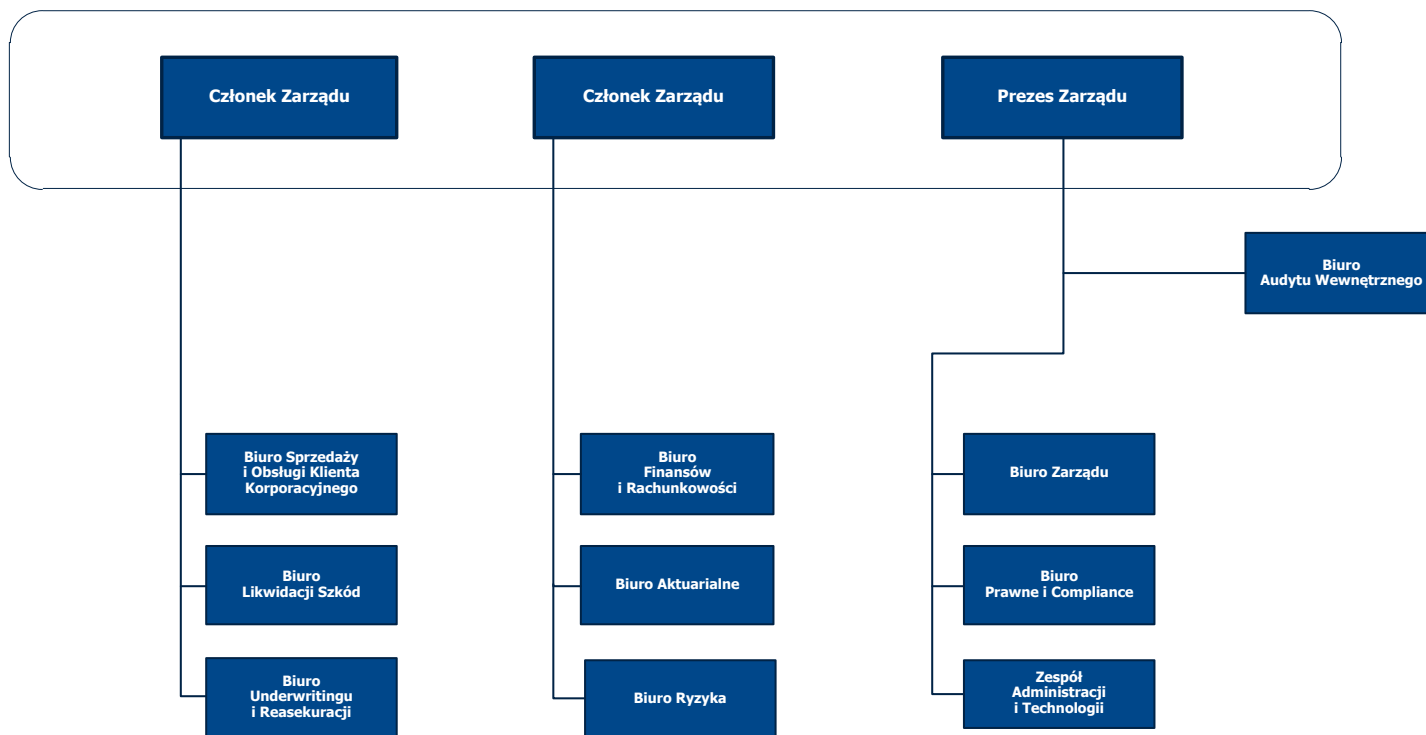 Członek Zarządu
Członek Zarządu
Prezes Zarządu
Biuro
Audytu Wewnętrznego
Biuro Sprzedaży
i Obsługi Klienta
Korporacyjnego
Biuro
Finansów
i Rachunkowości
Biuro Zarządu
Biuro
Likwidacji Szkód
Biuro Aktuarialne
Biuro
Prawne i Compliance
Biuro
Underwritingu
i Reasekuracji
Biuro Ryzyka
Zespół
Administracji
i Technologii